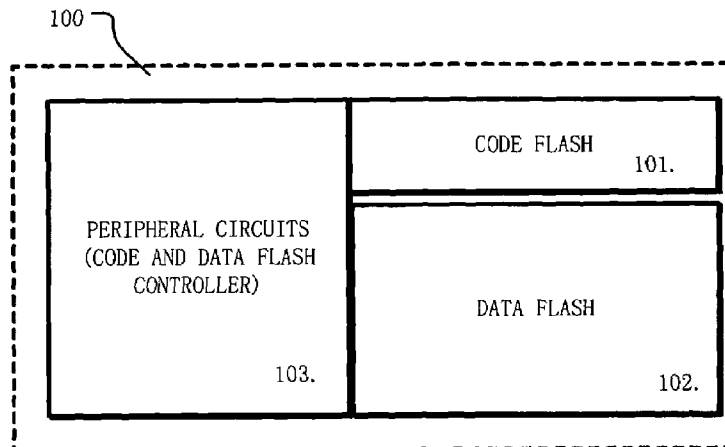 100
CODE FLASH
101.
PERIPHERAL CIRCUITS
(CODE AND DATA FLASH
CONTROLLER)
103.
DATA FLASH
102.